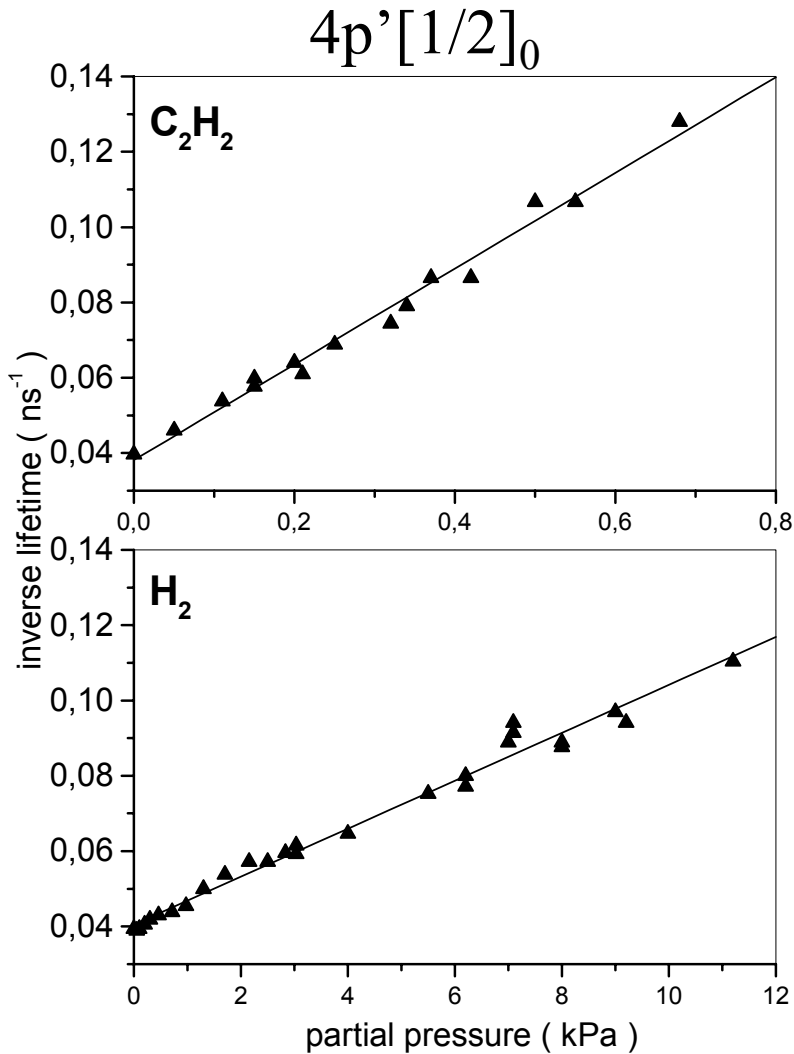 4p’[1/2]₀
0,14
C₂H₂
0,12
0,10
0,08
0,06
0,04
0,0 0,2 0,4 0,6 0,8
inverse lifetime ( ns⁻¹ )
0,14
H₂
0,12
0,10
0,08
0,06
0,04
0 2 4 6 8 10 12
partial pressure ( kPa )